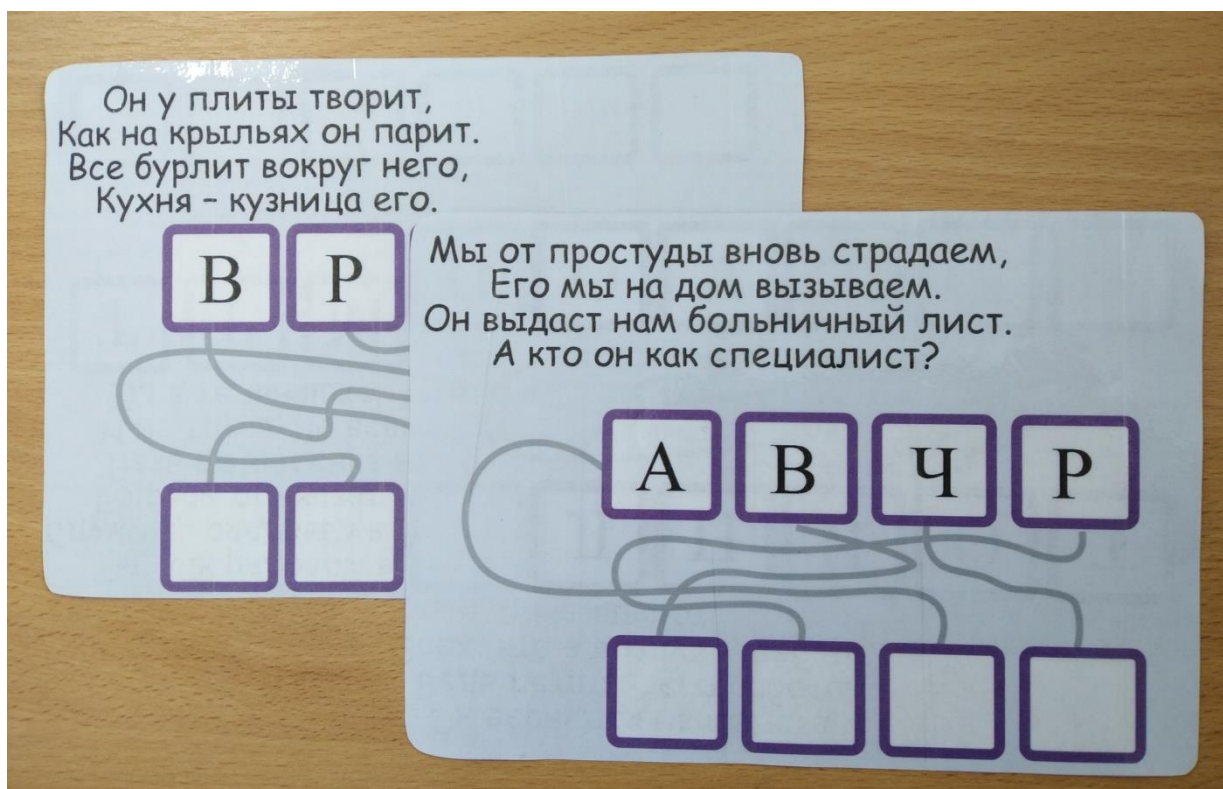 Он у плиты творит,
Как на крыльях он парит.
Все бурлит вокруг него,
Кухня – кузница его.
В Р
Мы от простуды вновь страдаем,
Его мы на дом вызываем.
Он выдаст нам больничный лист.
А кто он как специалист?
А В Ч Р